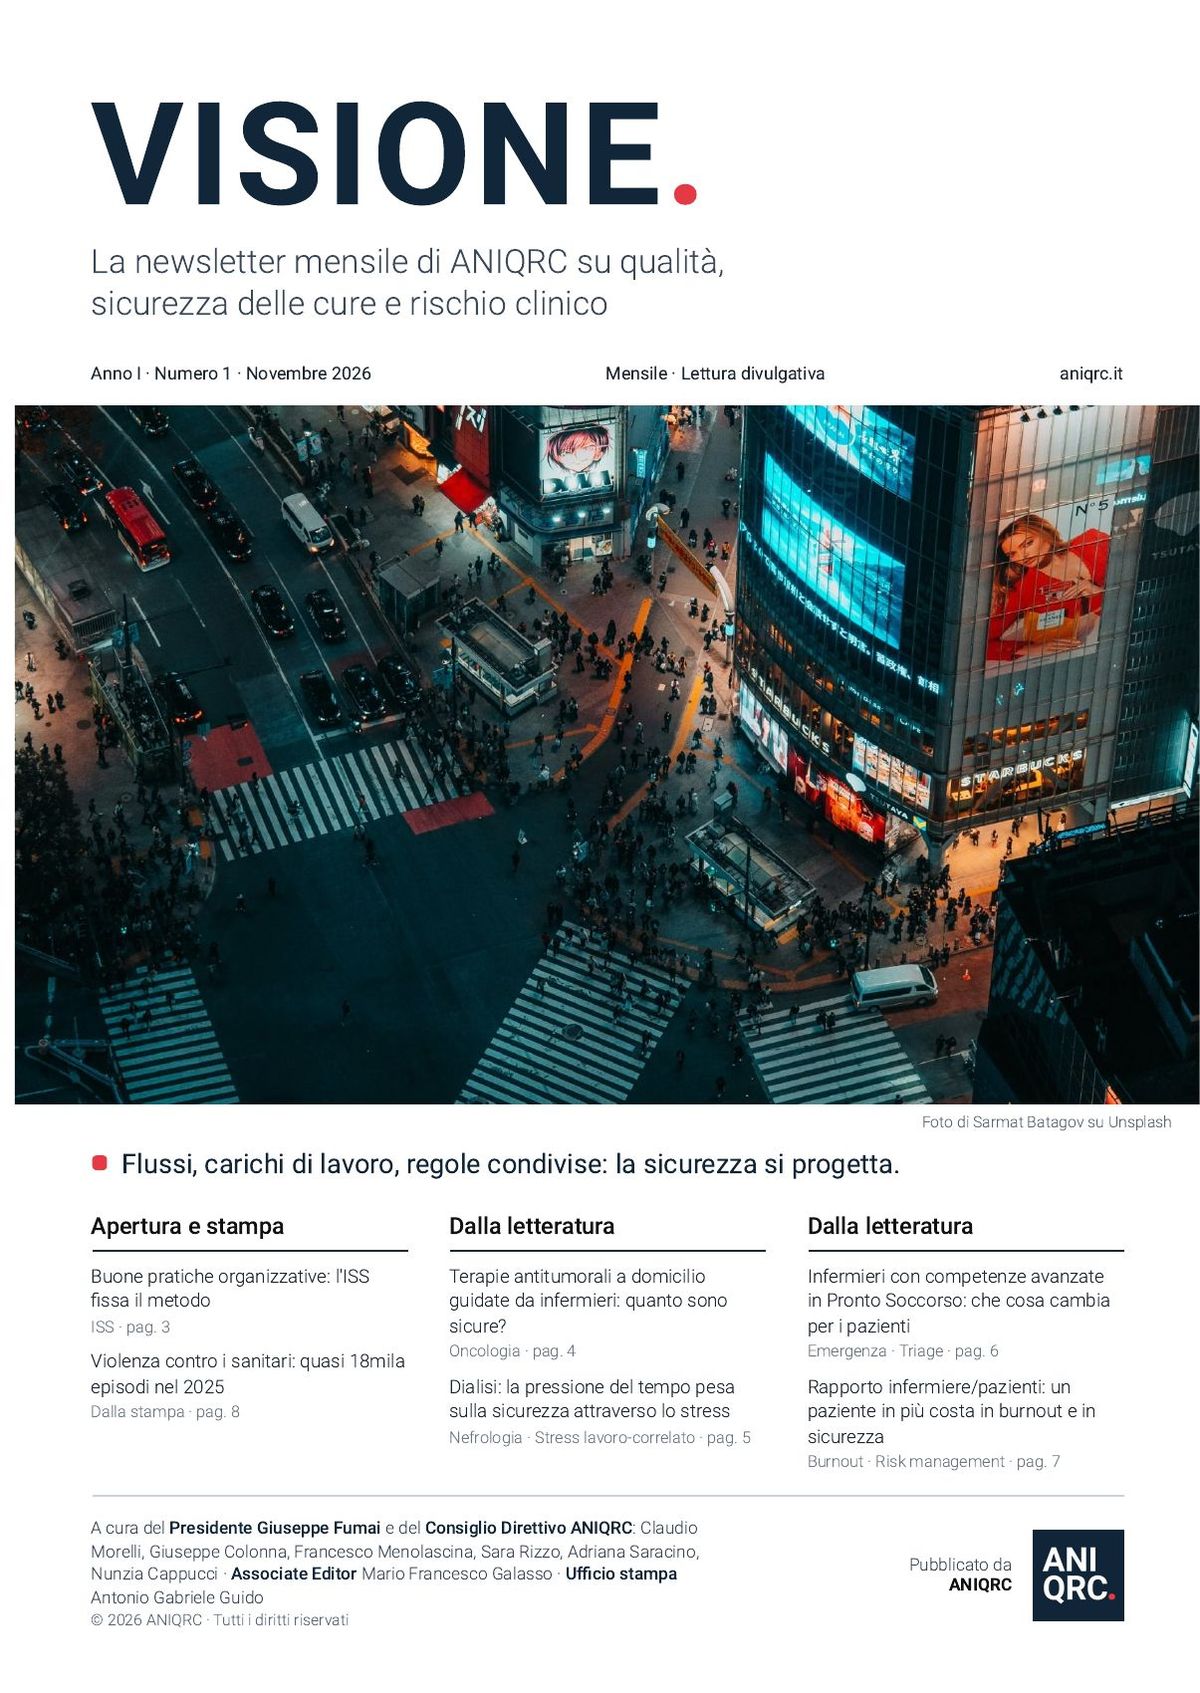 VISIONE.
La newsletter mensile di ANIQRC su qualità,
sicurezza delle cure e rischio clinico
Anno I · Numero 1 · Novembre 2026
Mensile · Lettura divulgativa
aniqrc.it
N°5
TSUTAYA
STARBUCKS
STARBUCKS
Foto di Sarmat Batagov su Unsplash
Flussi, carichi di lavoro, regole condivise: la sicurezza si progetta.
Apertura e stampa
Buone pratiche organizzative: l'ISS
fissa il metodo
ISS · pag. 3
Violenza contro i sanitari: quasi 18mila
episodi nel 2025
Dalla stampa · pag. 8
Dalla letteratura
Terapie antitumorali a domicilio
guidate da infermieri: quanto sono
sicure?
Oncologia · pag. 4
Dialisi: la pressione del tempo pesa
sulla sicurezza attraverso lo stress
Nefrologia · Stress lavoro-correlato · pag. 5
Dalla letteratura
Infermieri con competenze avanzate
in Pronto Soccorso: che cosa cambia
per i pazienti
Emergenza · Triage · pag. 6
Rapporto infermiere/pazienti: un
paziente in più costa in burnout e in
sicurezza
Burnout · Risk management · pag. 7
A cura del Presidente Giuseppe Fumai e del Consiglio Direttivo ANIQRC: Claudio
Morelli, Giuseppe Colonna, Francesco Menolascina, Sara Rizzo, Adriana Saracino,
Nunzia Cappucci · Associate Editor Mario Francesco Galasso · Ufficio stampa
Antonio Gabriele Guido
© 2026 ANIQRC · Tutti i diritti riservati
Pubblicato da
ANIQRC
ANI
QRC.